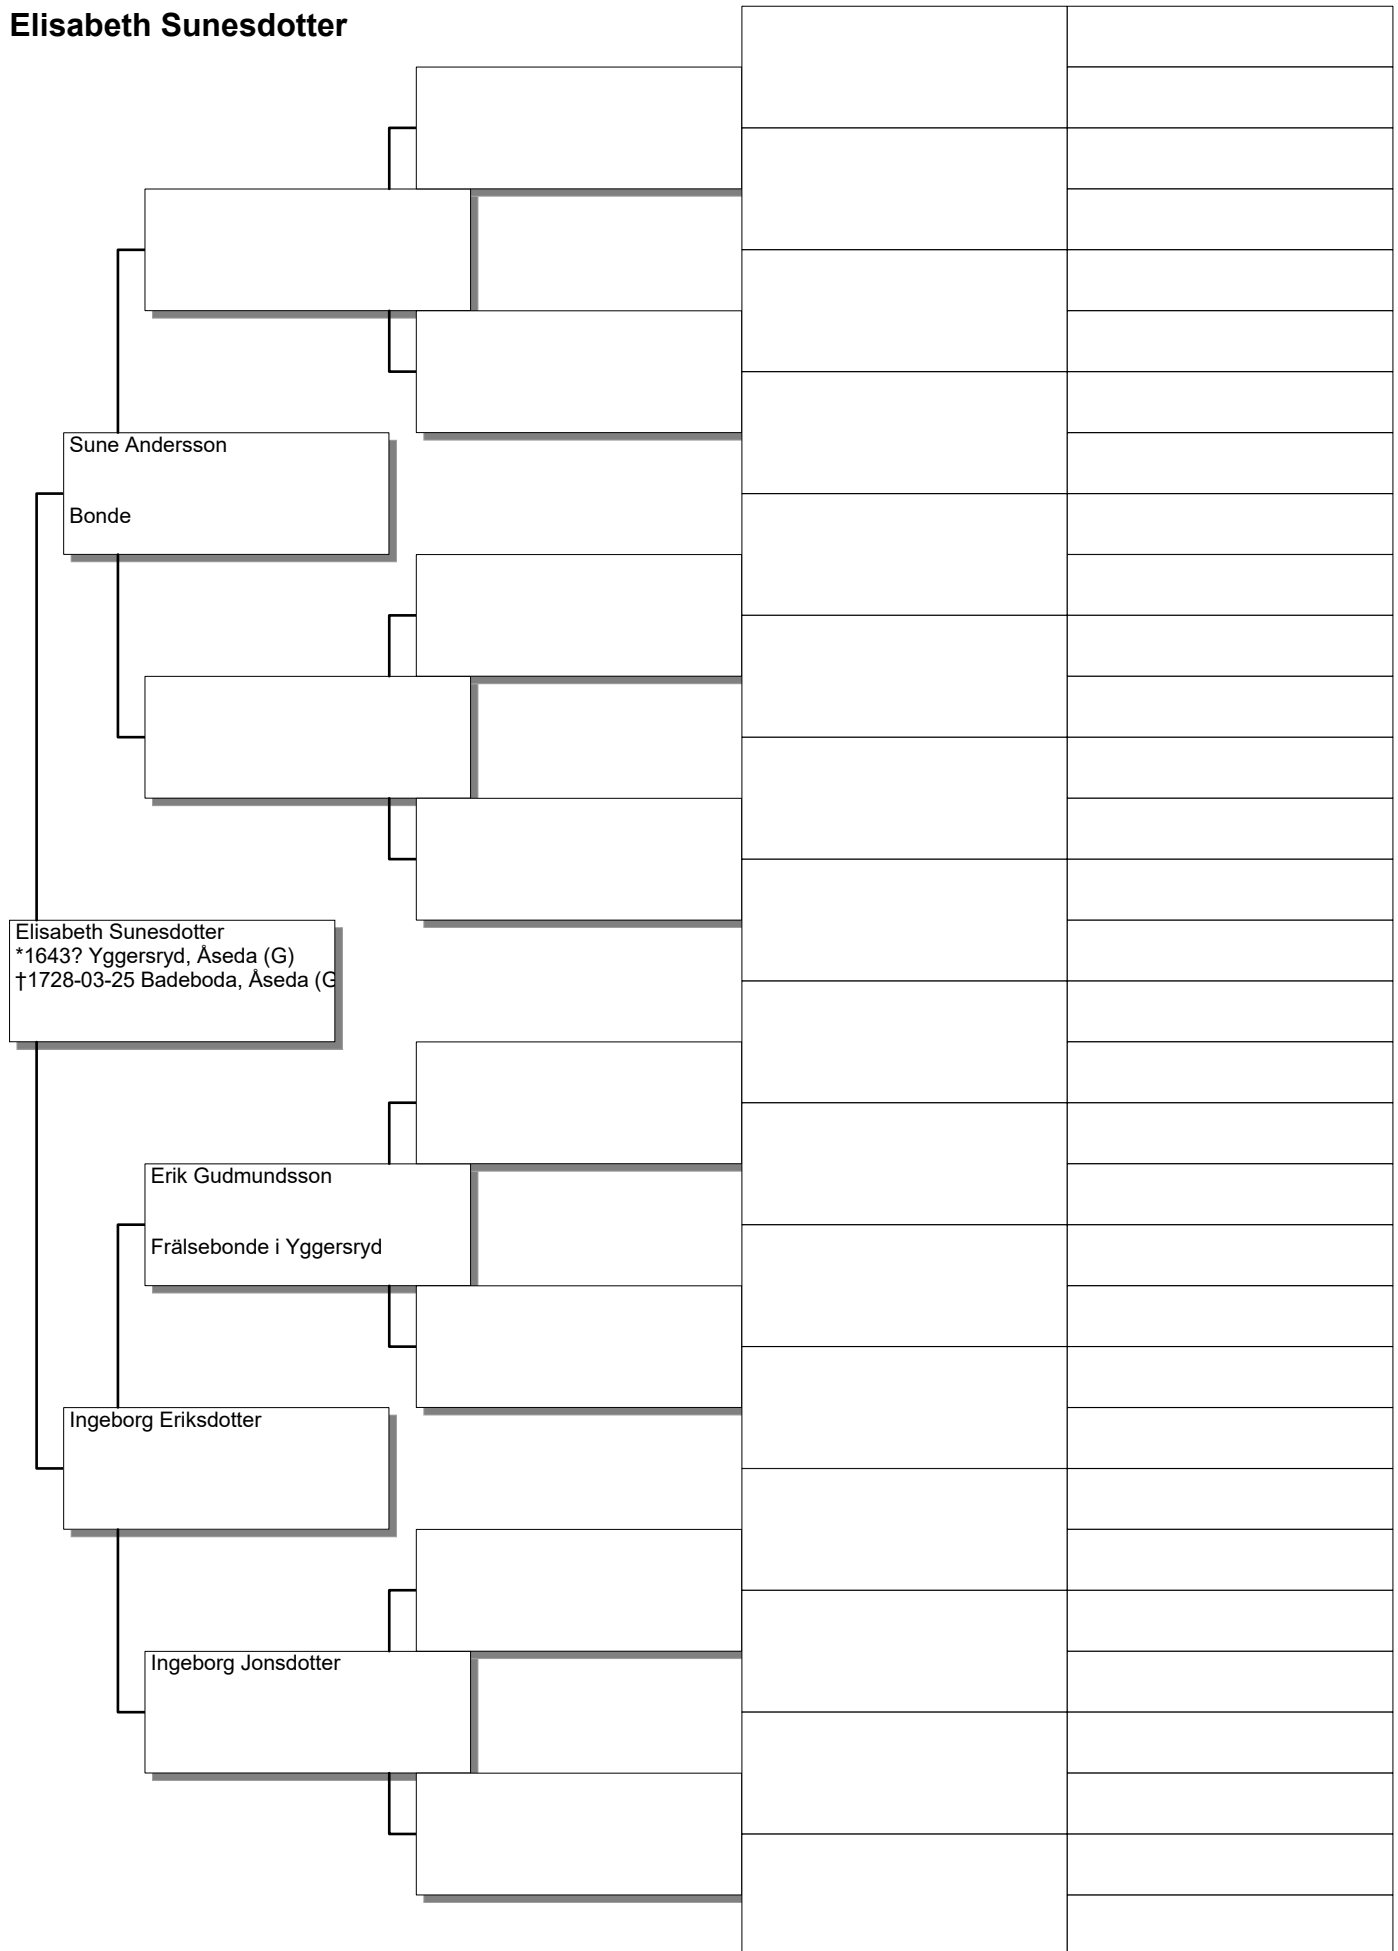 Elisabeth Sunesdotter
Sune Andersson
Bonde
Elisabeth Sunesdotter
*1643? Yggersryd, Åseda (G)
†1728-03-25 Badeboda, Åseda (G
Erik Gudmundsson
Frälsebonde i Yggersryd
Ingeborg Eriksdotter
Ingeborg Jonsdotter